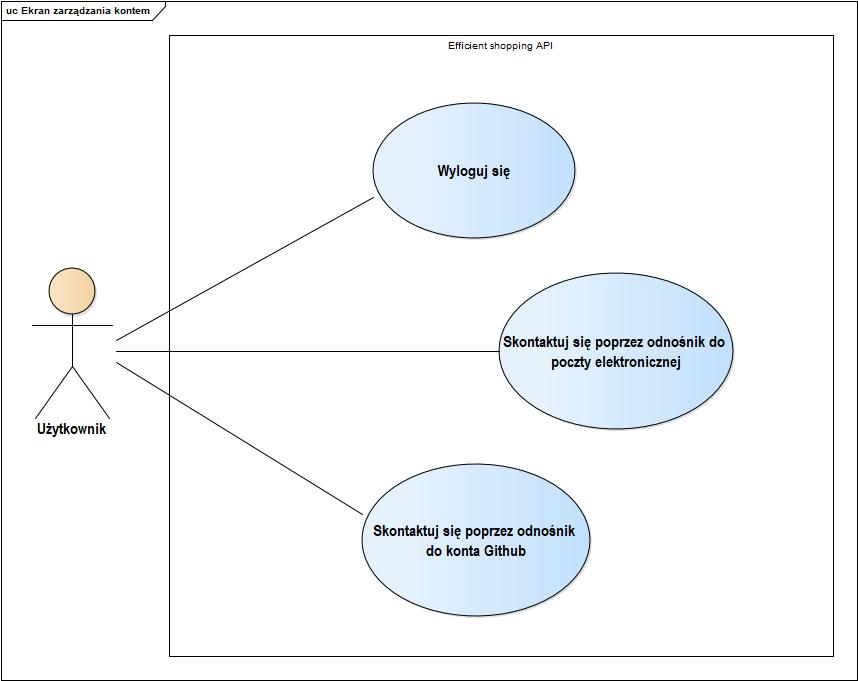 uc Ekran zarządzania kontem
Efficient shopping API
Wyloguj się
Skontaktuj się poprzez odnośnik do
poczty elektronicznej
Użytkownik
Skontaktuj się poprzez odnośnik
do konta Github